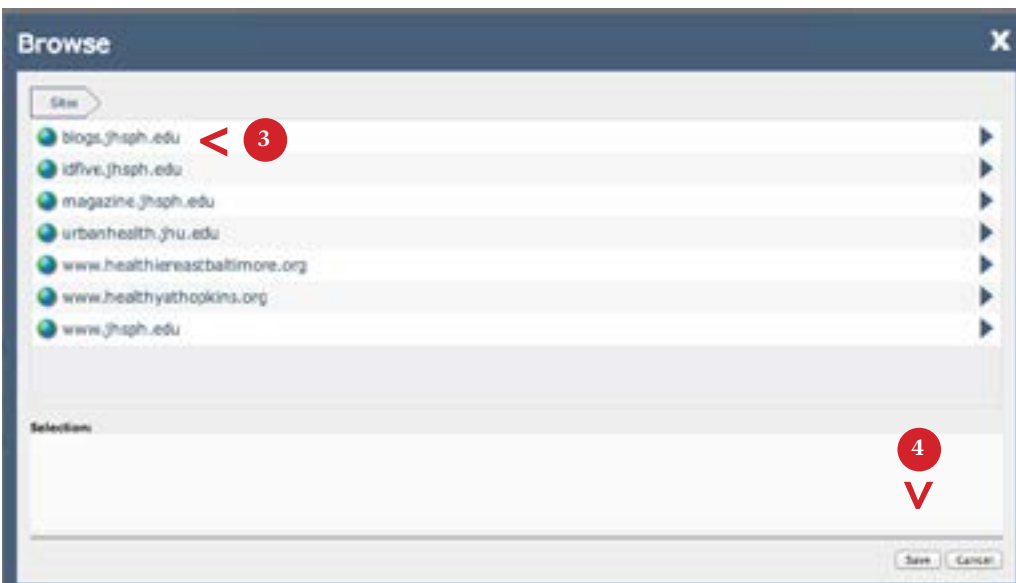 Browse X
Sites
blogs.jhsph.edu < 3
idfive.jhsph.edu
magazine.jhsph.edu
urbanhealth.jhu.edu
www.healthiereastbaltimore.org
www.healthyathopkins.org
www.jhsph.edu
Selection:
4
V
Save Cancel